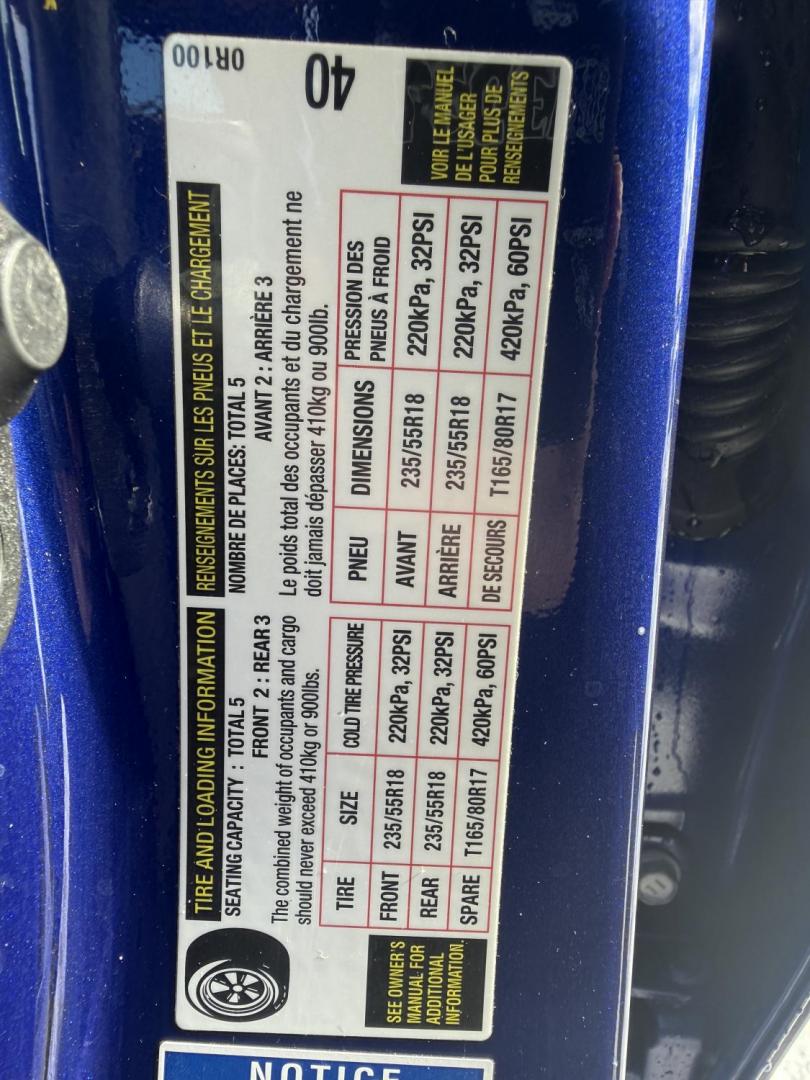 TIRE AND LOADING INFORMATION
SEATING CAPACITY : TOTAL 5
FRONT 2 : REAR 3
The combined weight of occupants and cargo
should never exceed 410kg or 900lbs.
TIRE SIZE COLD TIRE PRESSURE
FRONT 235/55R18 220kPa, 32PSI
REAR 235/55R18 220kPa, 32PSI
SPARE T165/80R17 420kPa, 60PSI
SEE OWNER'S
MANUAL FOR
ADDITIONAL
INFORMATION.
RENSEIGNEMENTS SUR LES PNEUS ET LE CHARGEMENT
NOMBRE DE PLACES: TOTAL 5
AVANT 2 : ARRIÈRE 3
Le poids total des occupants et du chargement ne
doit jamais dépasser 410kg ou 900lb.
PNEU DIMENSIONS PRESSION DES
PNEUS À FROID
AVANT 235/55R18 220kPa, 32PSI
ARRIÈRE 235/55R18 220kPa, 32PSI
DE SECOURS T165/80R17 420kPa, 60PSI
0R100
40
VOIR LE MANUEL
DE L'USAGER
POUR PLUS DE
RENSEIGNEMENTS
NOTICE